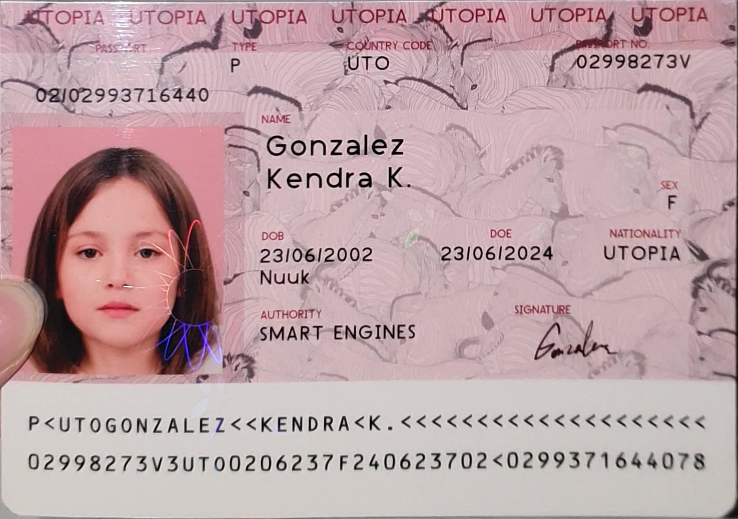 UTOPIA UTOPIA UTOPIA UTOPIA UTOPIA UTOPIA UTOPIA
PASSPORT TYPE COUNTRY CODE PASSPORT NO.
P UTO 02998273V
02/02993716440
NAME
Gonzalez
Kendra K.
SEX
F
DOB DOE NATIONALITY
23/06/2002 23/06/2024 UTOPIA
Nuuk
AUTHORITY SIGNATURE
SMART ENGINES Gonzalez
P<UTOGONZALEZ<<KENDRA<K.<<<<<<<<<<<<<<<<<<<<
02998273V3UTO0206237F240623702<0299371644078